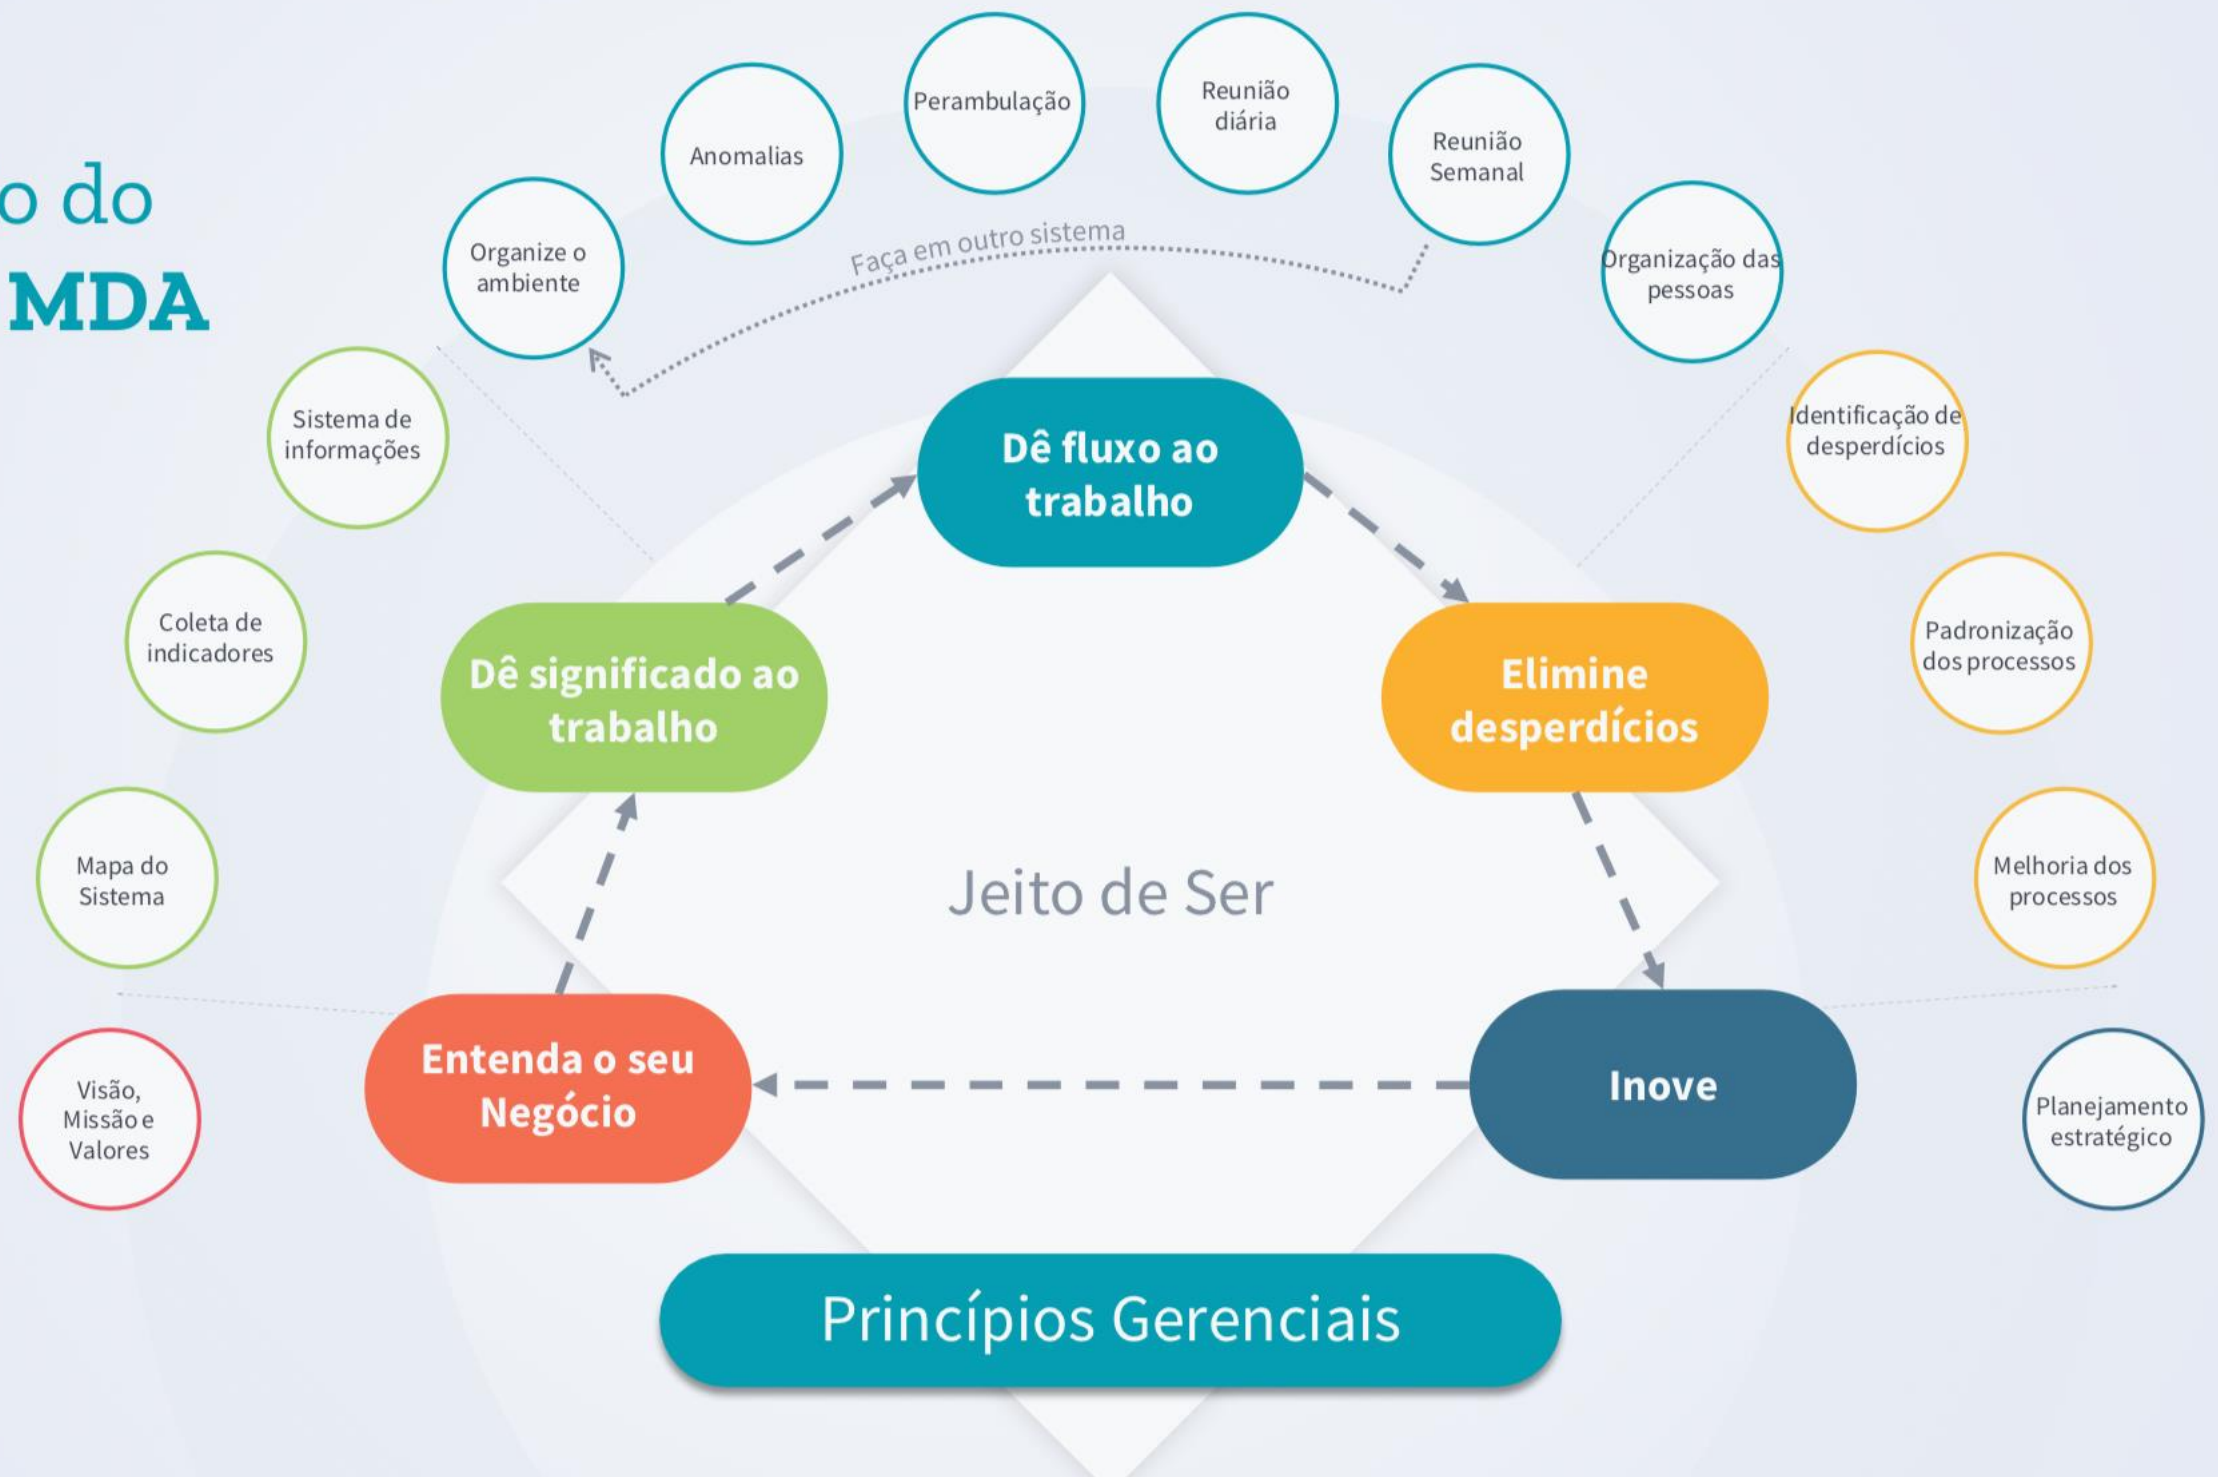 o do
MDA
Perambulação
Reunião
diária
Anomalias
Reunião
Semanal
Organize o
ambiente
Faça em outro sistema
Organização das
pessoas
Sistema de
informações
Identificação de
desperdícios
Dê fluxo ao
trabalho
Coleta de
indicadores
Padronização
dos processos
Dê significado ao
trabalho
Elimine
desperdícios
Mapa do
Sistema
Jeito de Ser
Melhoria dos
processos
Entenda o seu
Negócio
Inove
Visão,
Missão e
Valores
Planejamento
estratégico
Princípios Gerenciais